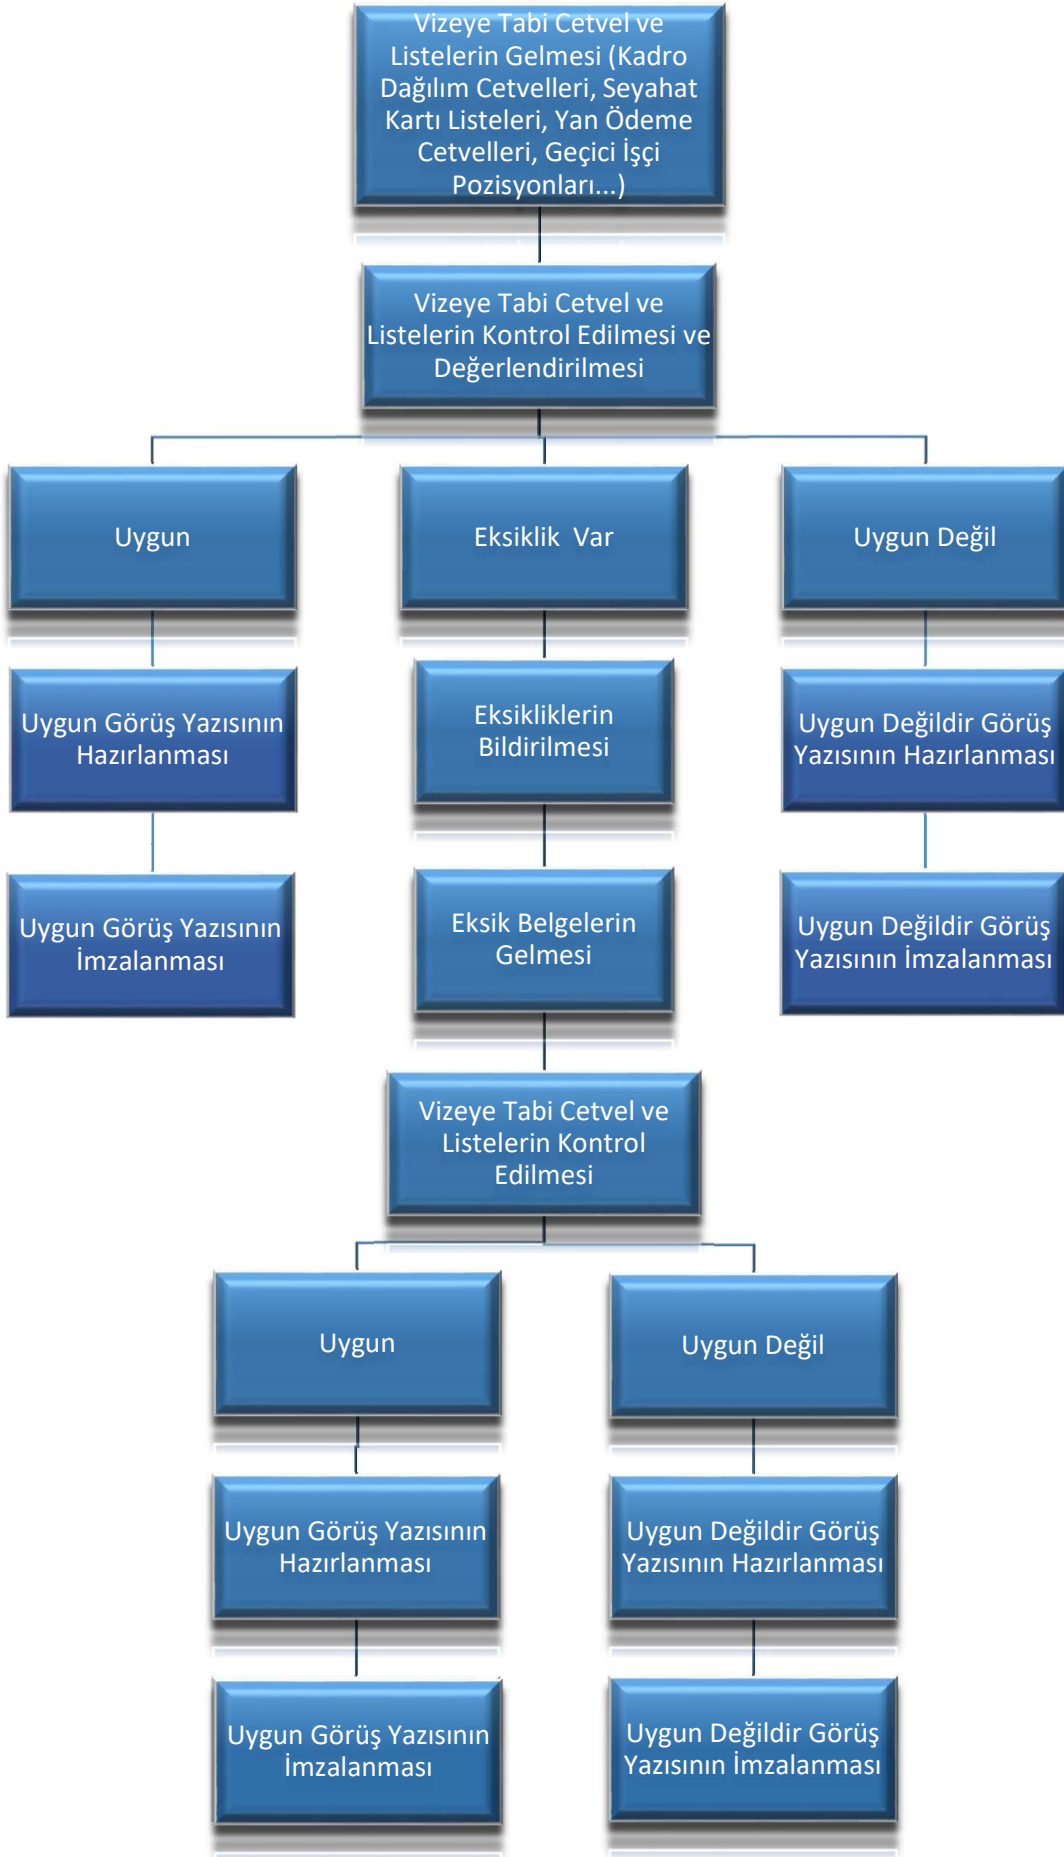 Vizeye Tabi Cetvel ve
Listelerin Gelmesi (Kadro
Dağılım Cetvelleri, Seyahat
Kartı Listeleri, Yan Ödeme
Cetvelleri, Geçici İşçi
Pozisyonları...)
Vizeye Tabi Cetvel ve
Listelerin Kontrol Edilmesi ve
Değerlendirilmesi
Uygun
Eksiklik Var
Uygun Değil
Uygun Görüş Yazısının
Hazırlanması
Eksikliklerin
Bildirilmesi
Uygun Değildir Görüş
Yazısının Hazırlanması
Uygun Görüş Yazısının
İmzalanması
Eksik Belgelerin
Gelmesi
Uygun Değildir Görüş
Yazısının İmzalanması
Vizeye Tabi Cetvel ve
Listelerin Kontrol
Edilmesi
Uygun
Uygun Değil
Uygun Görüş Yazısının
Hazırlanması
Uygun Değildir Görüş
Yazısının Hazırlanması
Uygun Görüş Yazısının
İmzalanması
Uygun Değildir Görüş
Yazısının İmzalanması